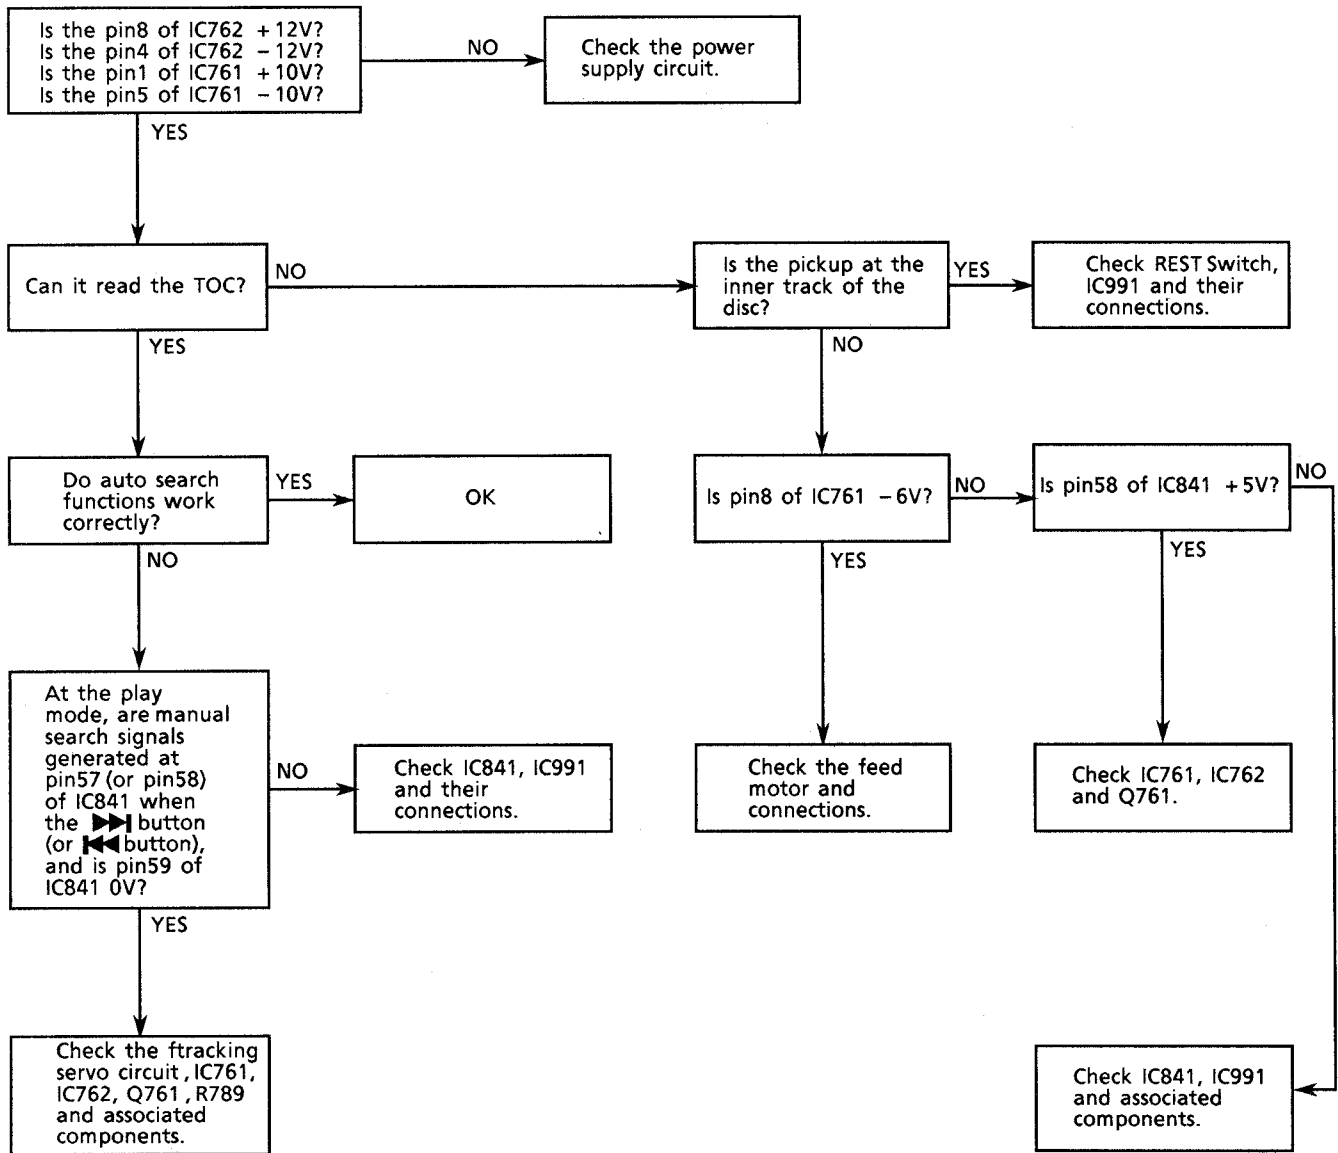 Is the pin8 of IC762 +12V?
Is the pin4 of IC762 -12V?
Is the pin1 of IC761 +10V?
Is the pin5 of IC761 -10V?
NO
Check the power
supply circuit.
YES
Can it read the TOC?
NO
Is the pickup at the
inner track of the
disc?
YES
Check REST Switch,
IC991 and their
connections.
YES
NO
Do auto search
functions work
correctly?
YES
OK
Is pin8 of IC761 -6V?
NO
Is pin58 of IC841 +5V?
NO
NO
YES
YES
At the play
mode, are manual
search signals
generated at
pin57 (or pin58)
of IC841 when
the ▶▶| button
(or |◀◀ button),
and is pin59 of
IC841 0V?
NO
Check IC841, IC991
and their
connections.
Check the feed
motor and
connections.
Check IC761, IC762
and Q761.
YES
Check the ftracking
servo circuit, IC761,
IC762, Q761, R789
and associated
components.
Check IC841, IC991
and associated
components.